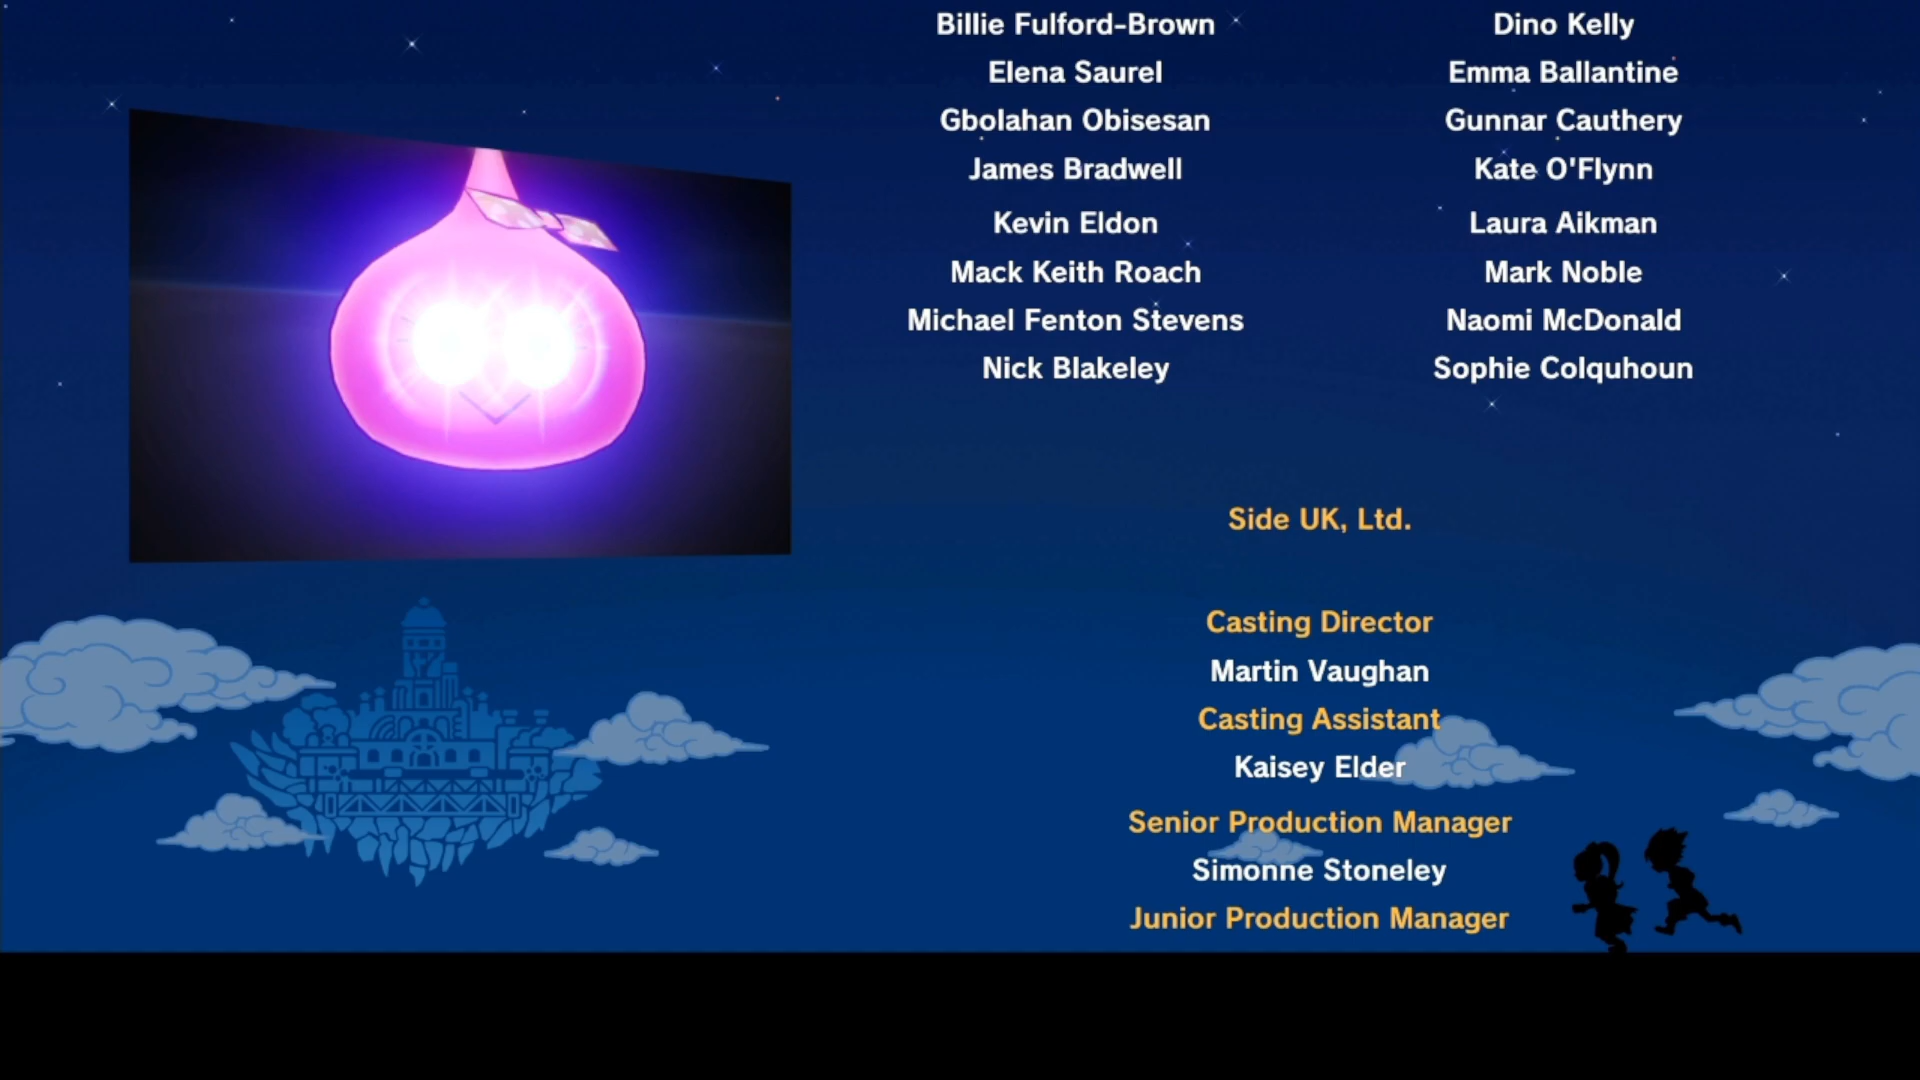 Billie Fulford-Brown Dino Kelly
Elena Saurel Emma Ballantine
Gbolahan Obisesan Gunnar Cauthery
James Bradwell Kate O'Flynn
Kevin Eldon Laura Aikman
Mack Keith Roach Mark Noble
Michael Fenton Stevens Naomi McDonald
Nick Blakeley Sophie Colquhoun
Side UK, Ltd.
Casting Director
Martin Vaughan
Casting Assistant
Kaisey Elder
Senior Production Manager
Simonne Stoneley
Junior Production Manager